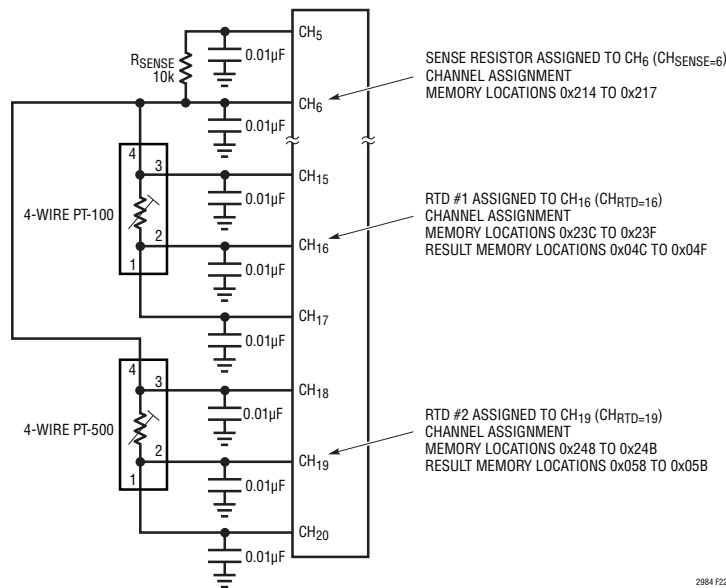 CH5
0.01µF
RSENSE
10k
SENSE RESISTOR ASSIGNED TO CH6 (CHSENSE=6)
CHANNEL ASSIGNMENT
MEMORY LOCATIONS 0x214 TO 0x217
CH6
0.01µF
4
3
CH15
0.01µF
4-WIRE PT-100
2
1
CH16
0.01µF
RTD #1 ASSIGNED TO CH16 (CHRTD=16)
CHANNEL ASSIGNMENT
MEMORY LOCATIONS 0x23C TO 0x23F
RESULT MEMORY LOCATIONS 0x04C TO 0x04F
CH17
0.01µF
4
3
CH18
0.01µF
4-WIRE PT-500
2
1
CH19
0.01µF
RTD #2 ASSIGNED TO CH19 (CHRTD=19)
CHANNEL ASSIGNMENT
MEMORY LOCATIONS 0x248 TO 0x24B
RESULT MEMORY LOCATIONS 0x058 TO 0x05B
CH20
0.01µF